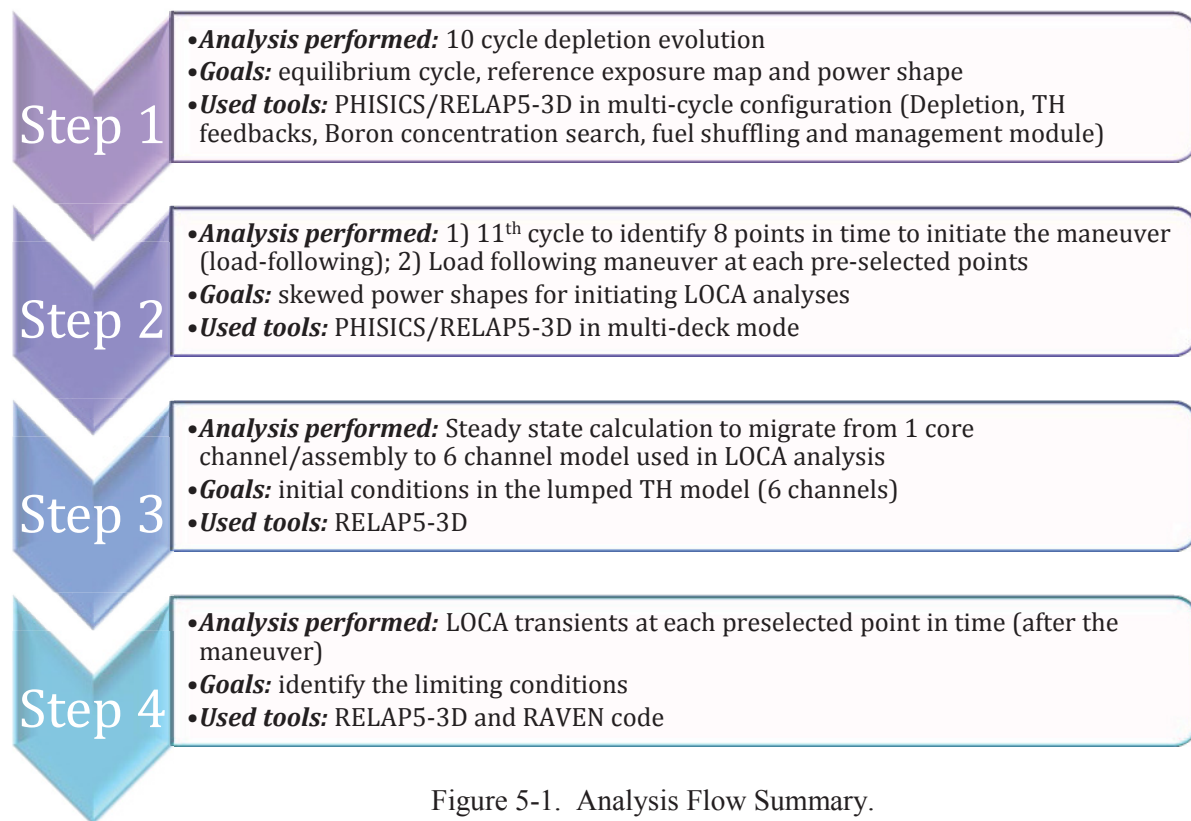 Step 1
•Analysis performed: 10 cycle depletion evolution
•Goals: equilibrium cycle, reference exposure map and power shape
•Used tools: PHISICS/RELAP5-3D in multi-cycle configuration (Depletion, TH
feedbacks, Boron concentration search, fuel shuffling and management module)
Step 2
•Analysis performed: 1) 11th cycle to identify 8 points in time to initiate the maneuver
(load-following); 2) Load following maneuver at each pre-selected points
•Goals: skewed power shapes for initiating LOCA analyses
•Used tools: PHISICS/RELAP5-3D in multi-deck mode
Step 3
•Analysis performed: Steady state calculation to migrate from 1 core
channel/assembly to 6 channel model used in LOCA analysis
•Goals: initial conditions in the lumped TH model (6 channels)
•Used tools: RELAP5-3D
Step 4
•Analysis performed: LOCA transients at each preselected point in time (after the
maneuver)
•Goals: identify the limiting conditions
•Used tools: RELAP5-3D and RAVEN code
Figure 5-1. Analysis Flow Summary.